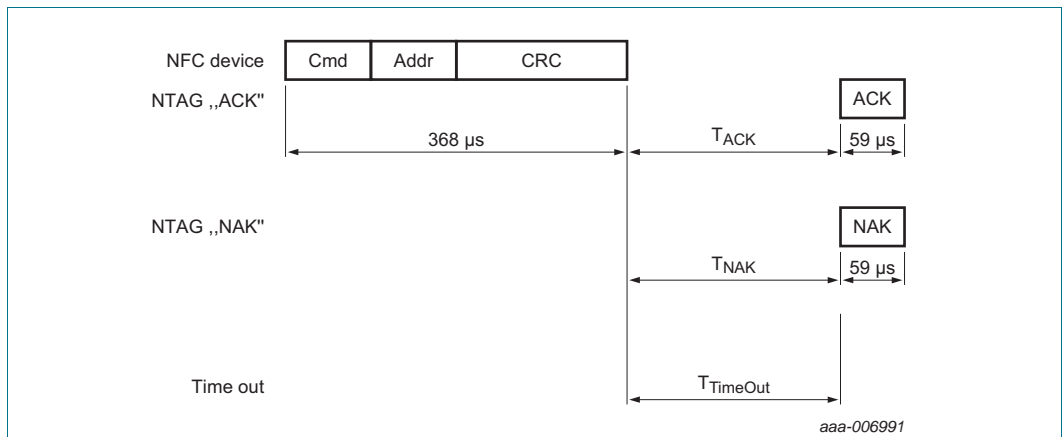 NFC device Cmd Addr CRC
NTAG ,,ACK" ACK
368 µs TACK 59 µs
NTAG ,,NAK" NAK
TNAK 59 µs
Time out TTimeOut
aaa-006991